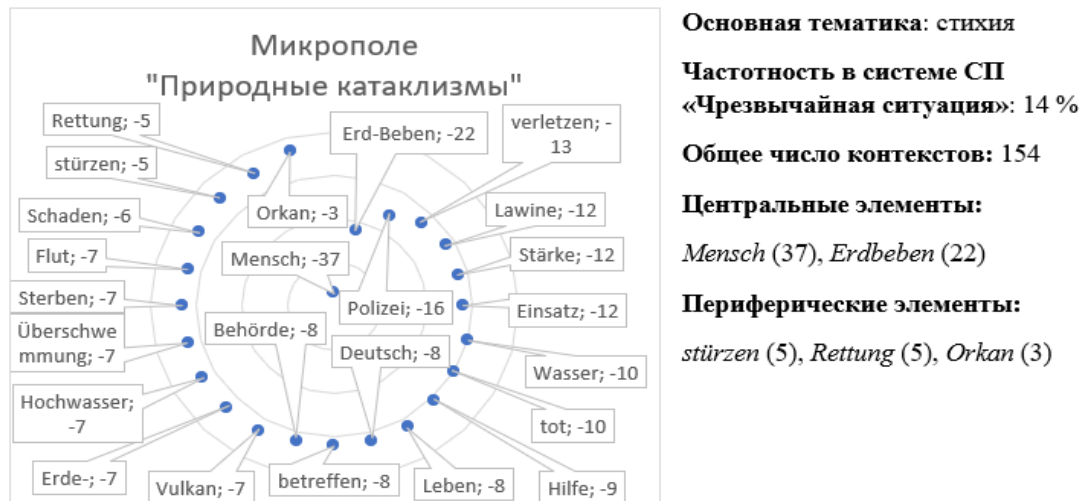 Микрополе
"Природные катаклизмы"
Rettung; -5
stürzen; -5
Schaden; -6
Flut; -7
Sterben; -7
Überschwe
mmung; -7
Hochwasser;
-7
Erde-; -7
Vulkan; -7
Orkan; -3
Mensch; -37
Behörde; -8
betreffen; -8
Erd-Beben; -22
Polizei; -16
Deutsch; -8
Leben; -8
verletzen; -
13
Lawine; -12
Stärke; -12
Einsatz; -12
Wasser; -10
tot; -10
Hilfe; -9
Основная тематика: стихия
Частотность в системе СП
«Чрезвычайная ситуация»: 14 %
Общее число контекстов: 154
Центральные элементы:
Mensch (37), Erdbeben (22)
Периферические элементы:
stürzen (5), Rettung (5), Orkan (3)